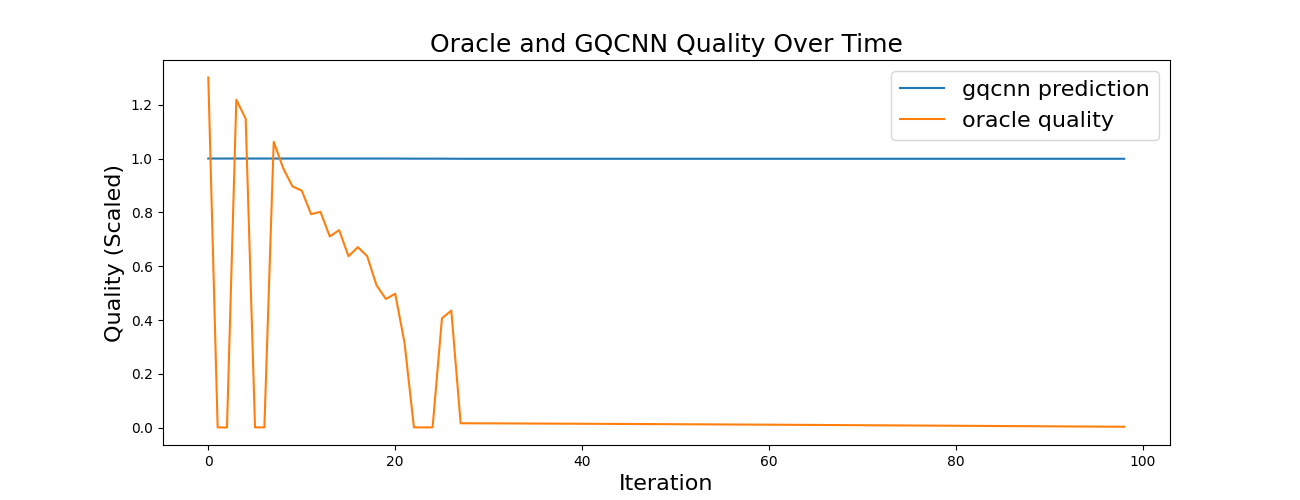 Oracle and GQCNN Quality Over Time
gqcnn prediction
oracle quality
Quality (Scaled)
1.2
1.0
0.8
0.6
0.4
0.2
0.0
0 20 40 60 80 100
Iteration